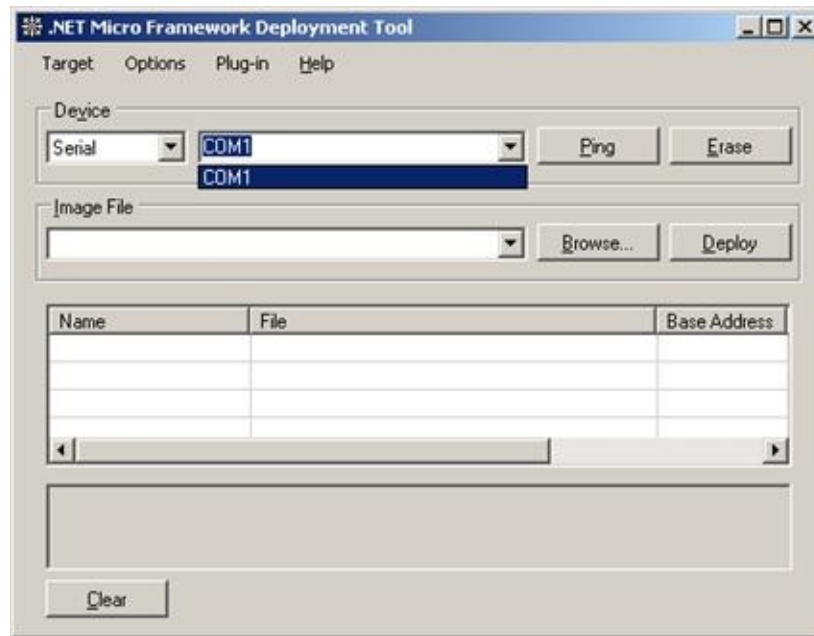 .NET Micro Framework Deployment Tool
Target Options Plug-in Help
Device
Serial COM1 Ping Erase
COM1
Image File
Browse... Deploy
Name File Base Address
Clear